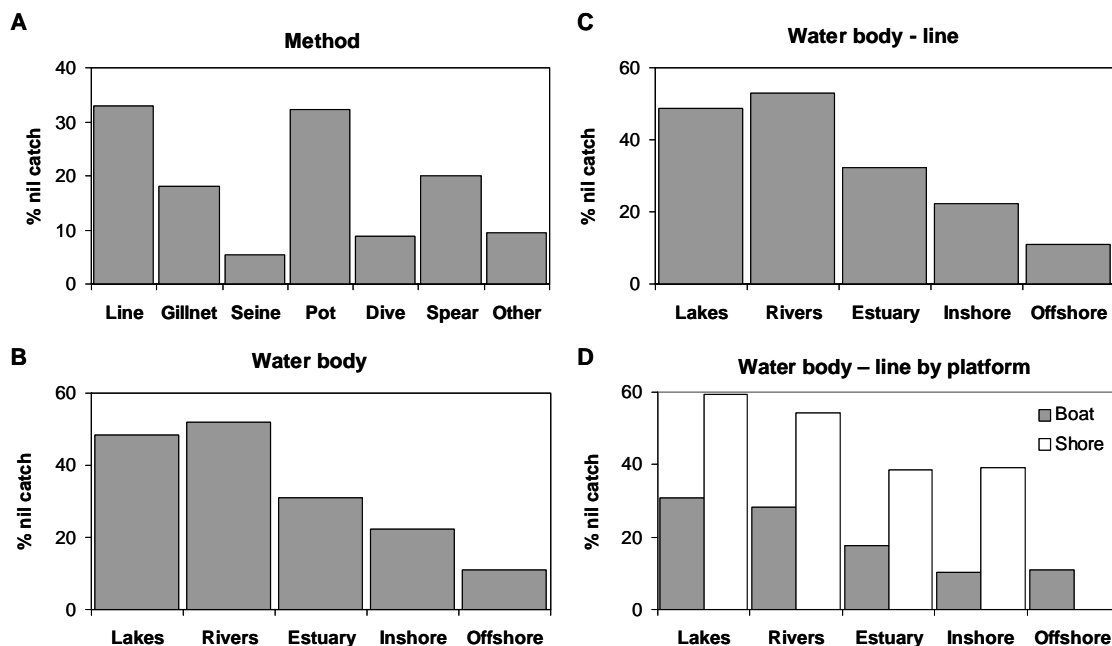 A
Method
% nil catch
40
30
20
10
0
Line Gillnet Seine Pot Dive Spear Other
B
Water body
% nil catch
60
40
20
0
Lakes Rivers Estuary Inshore Offshore
C
Water body - line
% nil catch
60
40
20
0
Lakes Rivers Estuary Inshore Offshore
D
Water body – line by platform
% nil catch
60
40
20
0
Boat
Shore
Lakes Rivers Estuary Inshore Offshore